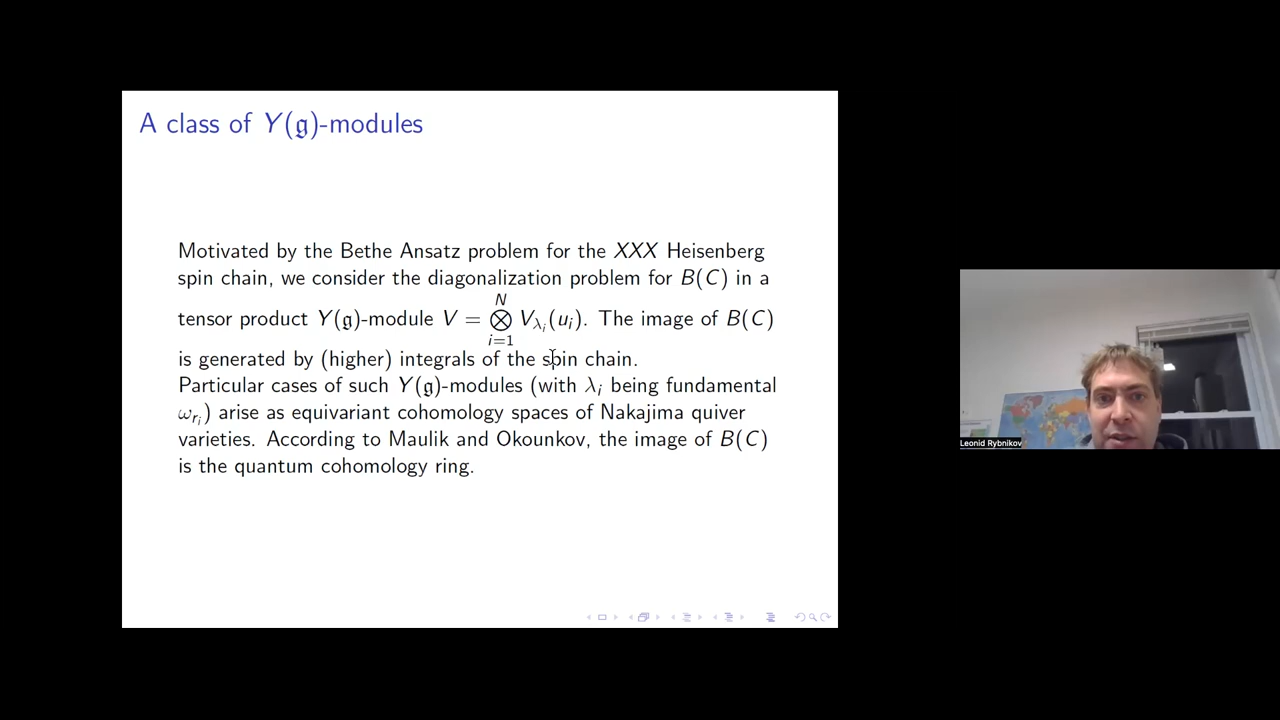 A class of Y(𝔤)-modules
Motivated by the Bethe Ansatz problem for the XXX Heisenberg
spin chain, we consider the diagonalization problem for B(C) in a
tensor product Y(𝔤)-module V = ⨂_{i=1}^{N} V_{λ_i}(u_i). The image of B(C)
is generated by (higher) integrals of the spin chain.
Particular cases of such Y(𝔤)-modules (with λ_i being fundamental
ω_{r_i}) arise as equivariant cohomology spaces of Nakajima quiver
varieties. According to Maulik and Okounkov, the image of B(C)
is the quantum cohomology ring.
Leonid Rybnikov